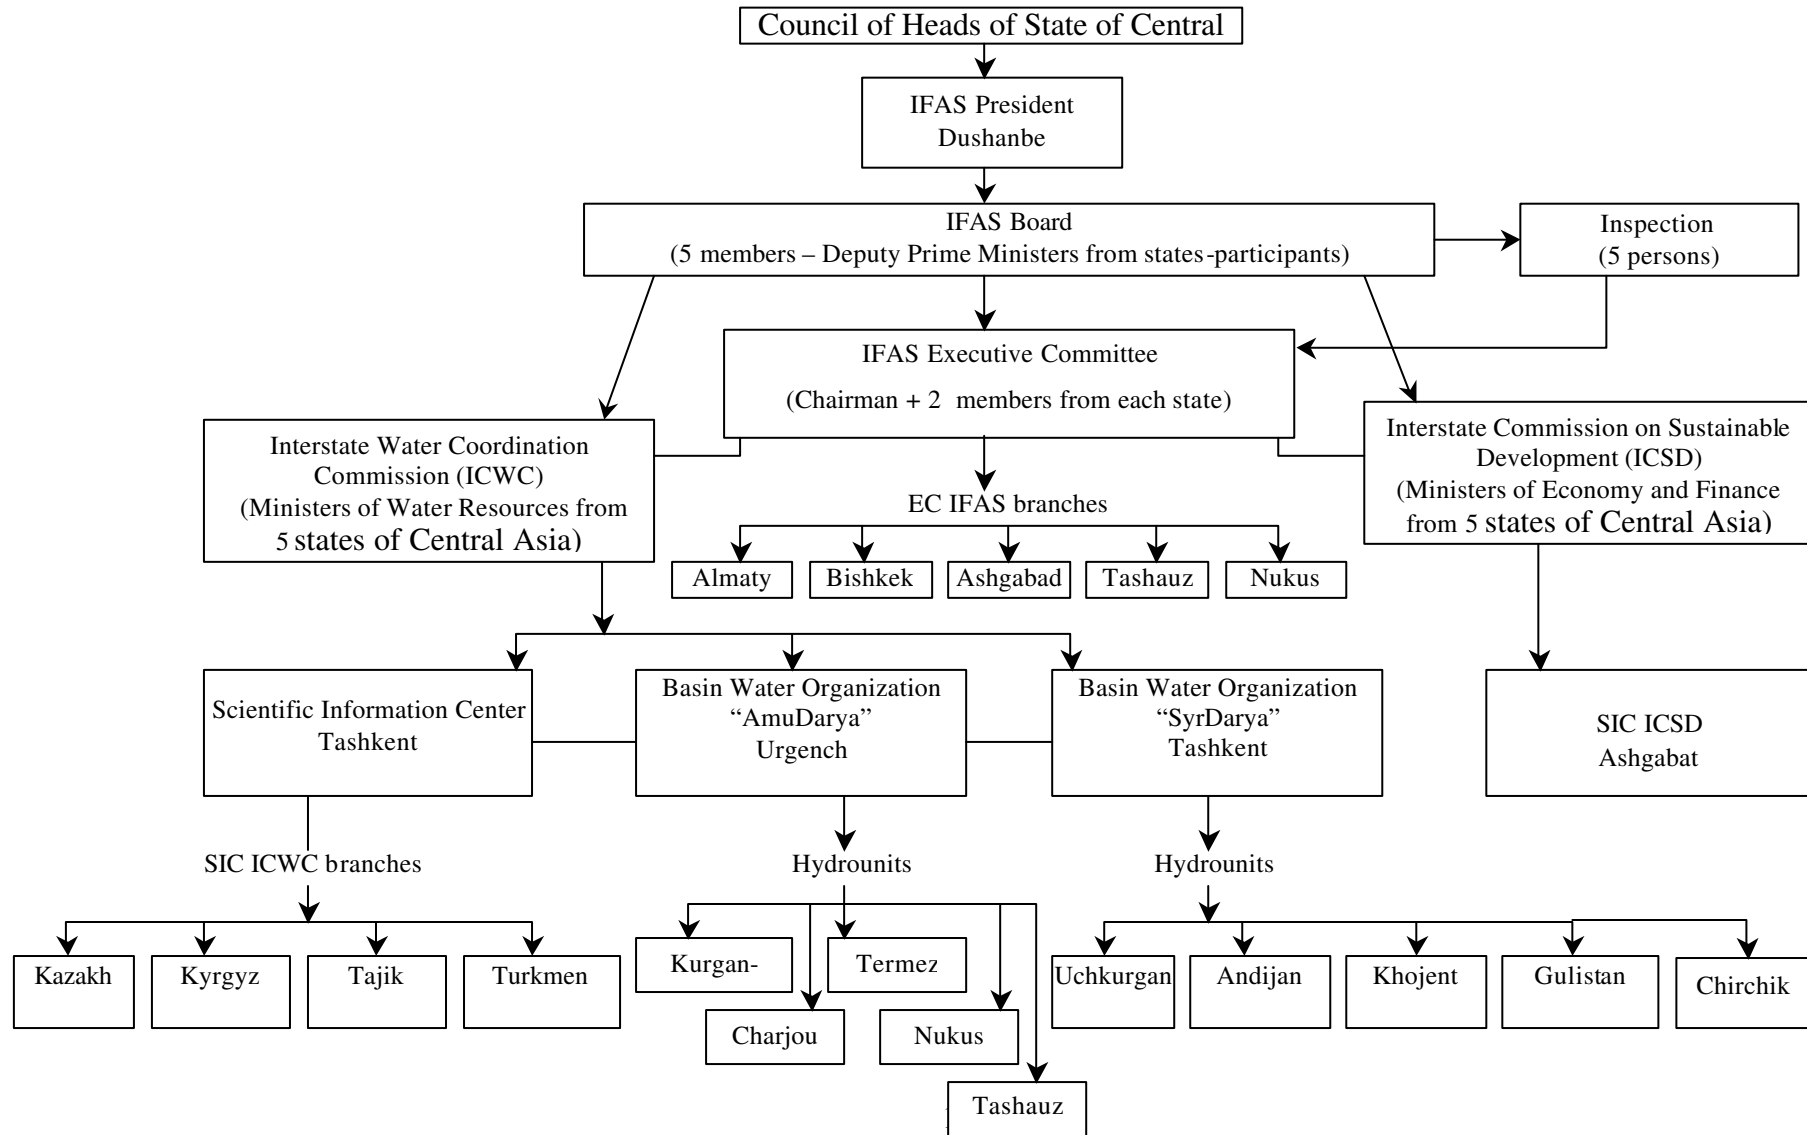 Council of Heads of State of Central
IFAS President
Dushanbe
IFAS Board
(5 members – Deputy Prime Ministers from states-participants)
Inspection
(5 persons)
IFAS Executive Committee
(Chairman + 2 members from each state)
Interstate Water Coordination
Commission (ICWC)
(Ministers of Water Resources from
5 states of Central Asia)
Interstate Commission on Sustainable
Development (ICSD)
(Ministers of Economy and Finance
from 5 states of Central Asia)
EC IFAS branches
Almaty
Bishkek
Ashgabad
Tashauz
Nukus
Scientific Information Center
Tashkent
Basin Water Organization
“AmuDarya”
Urgench
Basin Water Organization
“SyrDarya”
Tashkent
SIC ICSD
Ashgabat
SIC ICWC branches
Hydrounits
Hydrounits
Kazakh
Kyrgyz
Tajik
Turkmen
Kurgan-
Termez
Charjou
Nukus
Tashauz
Uchkurgan
Andijan
Khojent
Gulistan
Chirchik